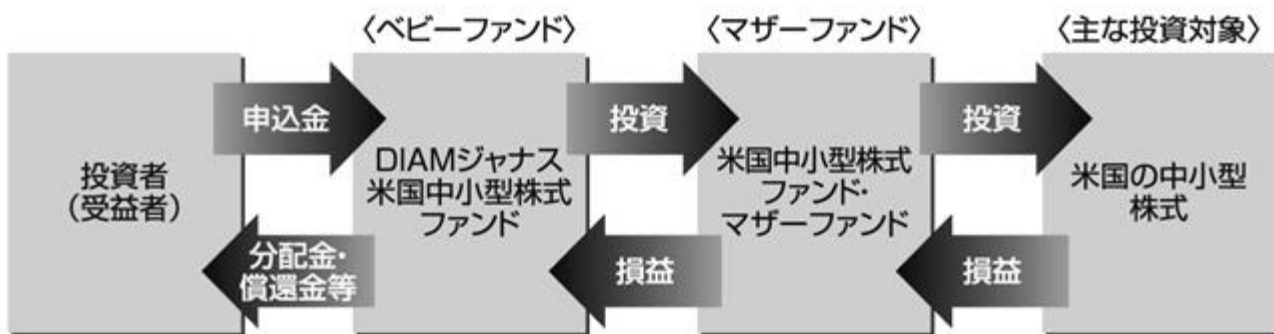 〈ベビーファンド〉
〈マザーファンド〉
〈主な投資対象〉
投資者
(受益者)
申込金
分配金・
償還金等
DIAMジャナス
米国中小型株式
ファンド
投資
損益
米国中小型株式
ファンド・
マザーファンド
投資
損益
米国の中小型
株式